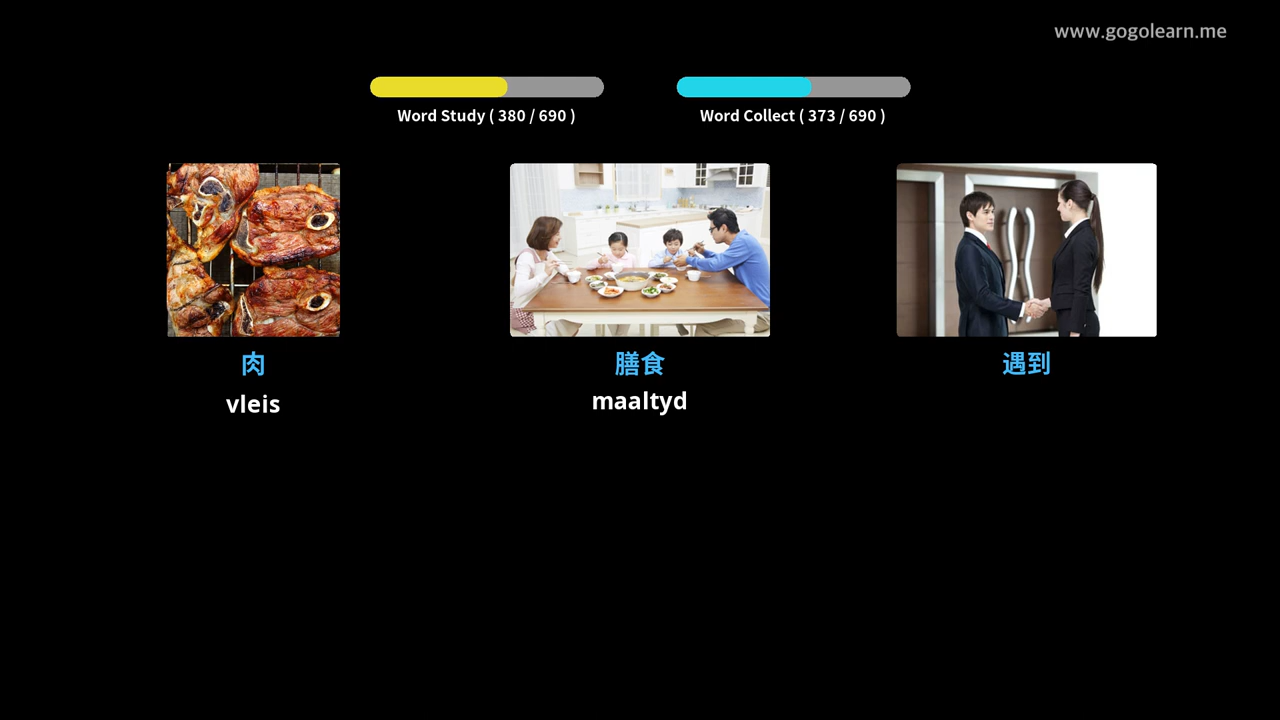 www.gogolearn.me
Word Study ( 380 / 690 )
Word Collect ( 373 / 690 )
肉
膳食
遇到
vleis
maaltyd